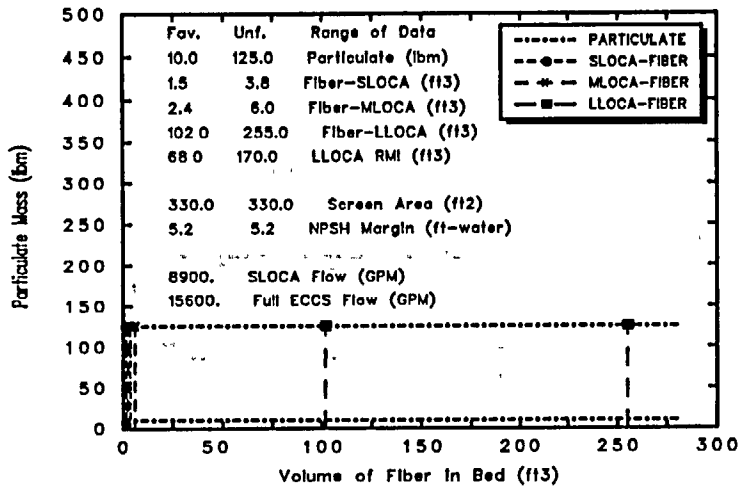 500
450
400
350
300
250
200
150
100
50
0
Particulate Mass (lbm)
Fav. Unf. Range of Data
10.0 125.0 Particulate (lbm)
1.5 3.8 Fiber-SLOCA (ft3)
2.4 6.0 Fiber-MLOCA (ft3)
102.0 255.0 Fiber-LLOCA (ft3)
68.0 170.0 LLOCA RMI (ft3)
330.0 330.0 Screen Area (ft2)
5.2 5.2 NPSH Margin (ft-water)
8900. SLOCA Flow (GPM)
15600. Full ECCS Flow (GPM)
PARTICULATE
SLOCA-FIBER
MLOCA-FIBER
LLOCA-FIBER
0 50 100 150 200 250 300
Volume of Fiber in Bed (ft3)